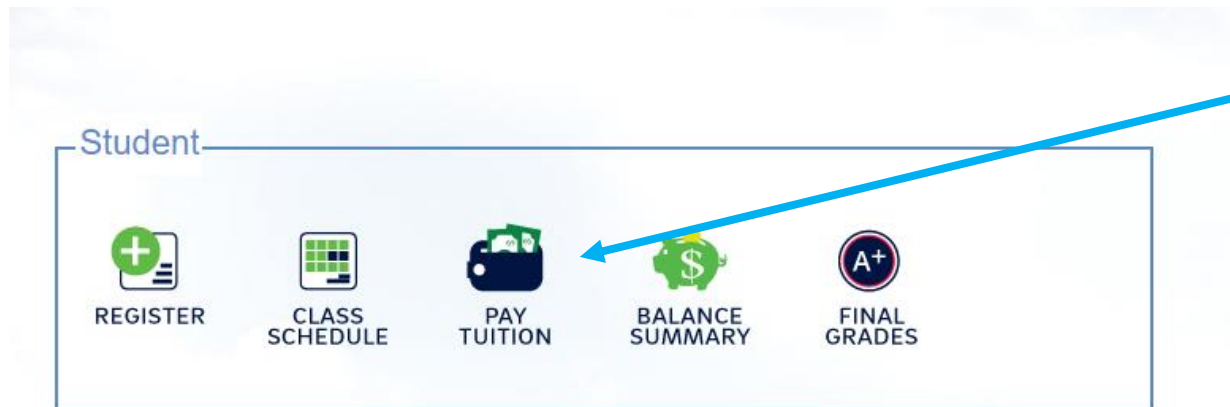 Student
REGISTER
CLASS
SCHEDULE
PAY
TUITION
$
BALANCE
SUMMARY
A+
FINAL
GRADES